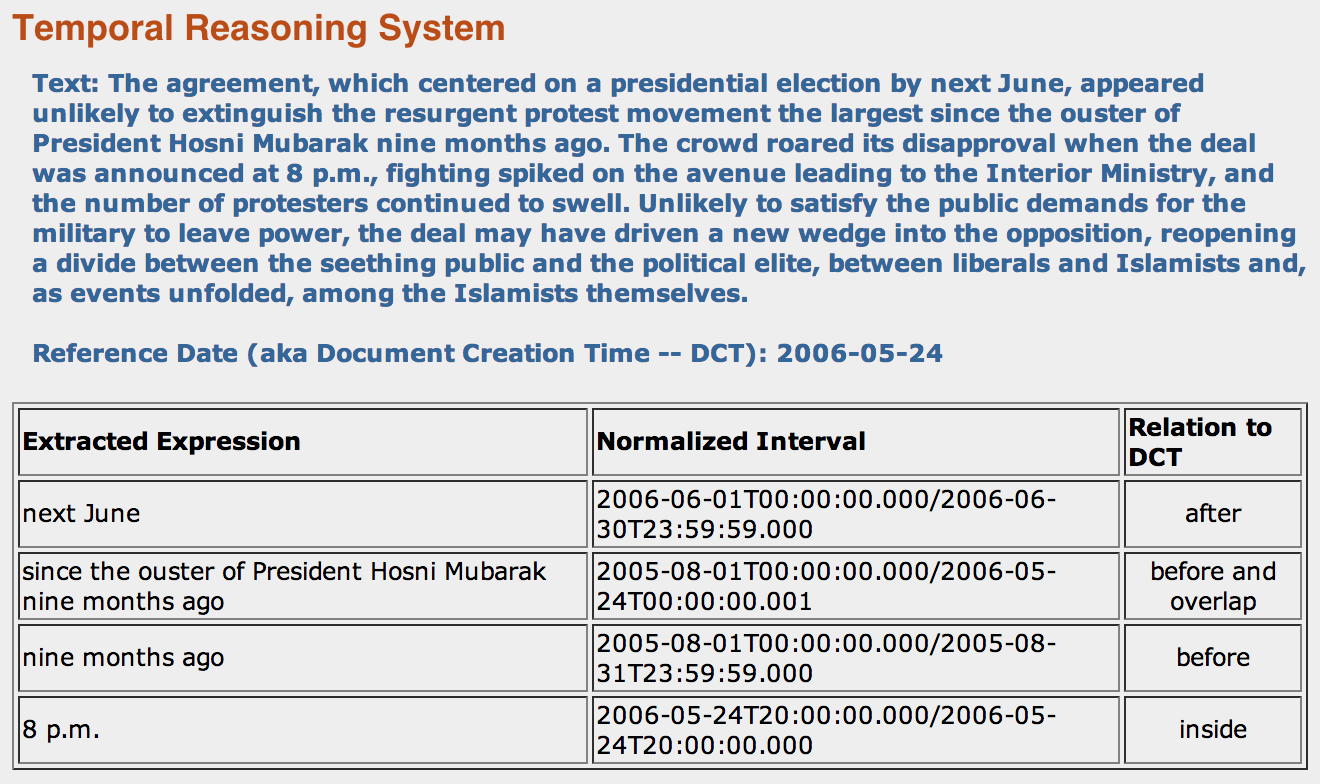 Temporal Reasoning System
Text: The agreement, which centered on a presidential election by next June, appeared
unlikely to extinguish the resurgent protest movement the largest since the ouster of
President Hosni Mubarak nine months ago. The crowd roared its disapproval when the deal
was announced at 8 p.m., fighting spiked on the avenue leading to the Interior Ministry, and
the number of protesters continued to swell. Unlikely to satisfy the public demands for the
military to leave power, the deal may have driven a new wedge into the opposition, reopening
a divide between the seething public and the political elite, between liberals and Islamists and,
as events unfolded, among the Islamists themselves.
Reference Date (aka Document Creation Time -- DCT): 2006-05-24
Extracted Expression
Normalized Interval
Relation to
DCT
next June
2006-06-01T00:00:00.000/2006-06-
30T23:59:59.000
after
since the ouster of President Hosni Mubarak
nine months ago
2005-08-01T00:00:00.000/2006-05-
24T00:00:00.001
before and
overlap
nine months ago
2005-08-01T00:00:00.000/2005-08-
31T23:59:59.000
before
8 p.m.
2006-05-24T20:00:00.000/2006-05-
24T20:00:00.000
inside